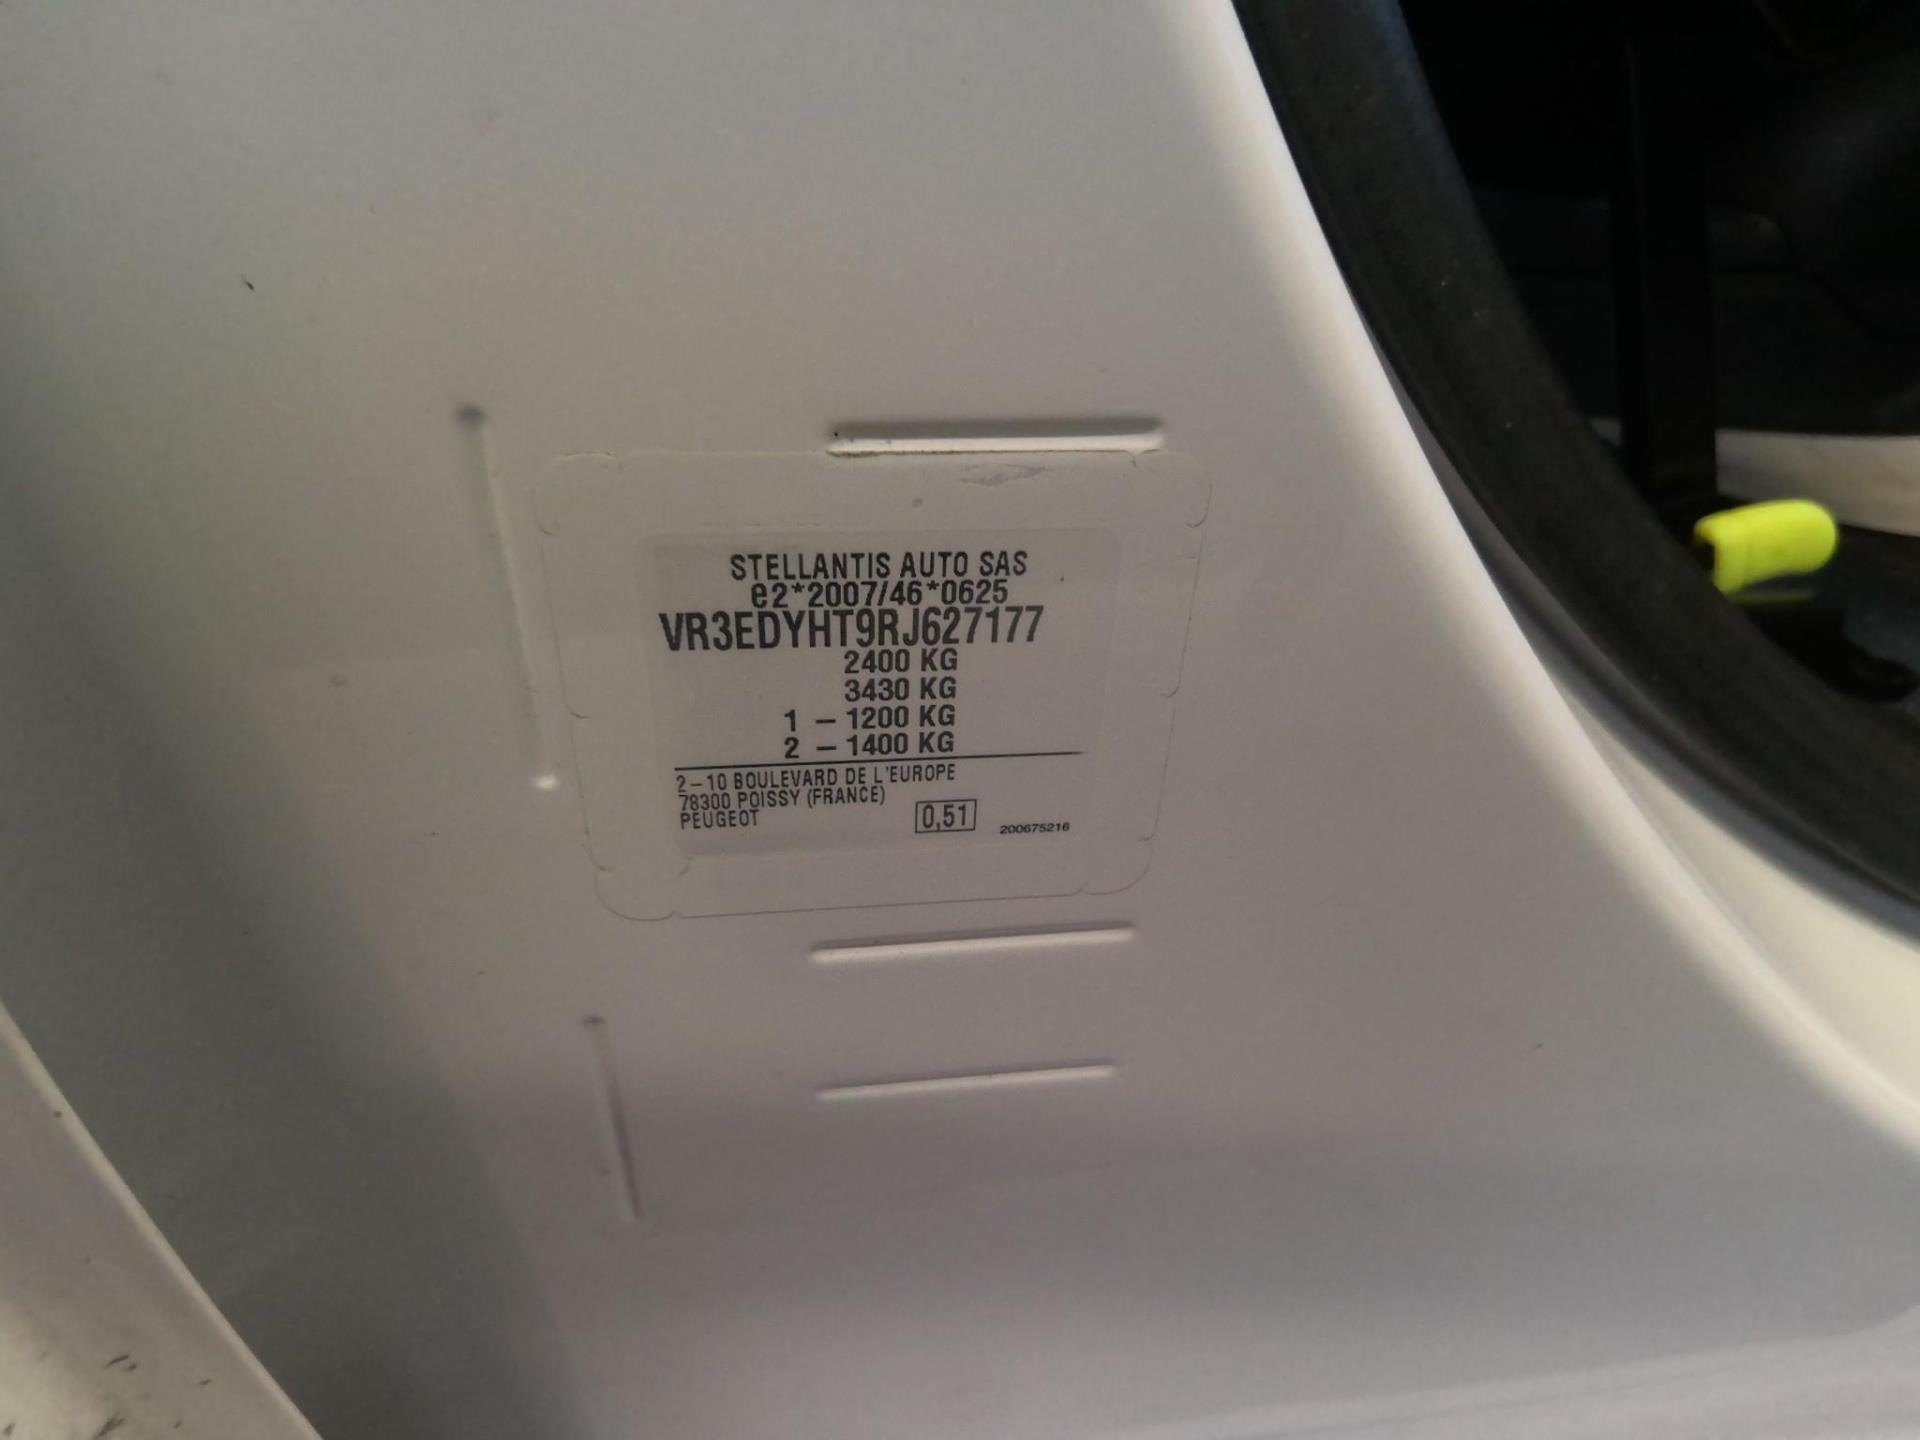 STELLANTIS AUTO SAS
e2*2007/46*0625
VR3EDYHT9RJ627177
2400 KG
3430 KG
1 – 1200 KG
2 – 1400 KG
2–10 BOULEVARD DE L'EUROPE
78300 POISSY (FRANCE)
PEUGEOT
0,51
200675216